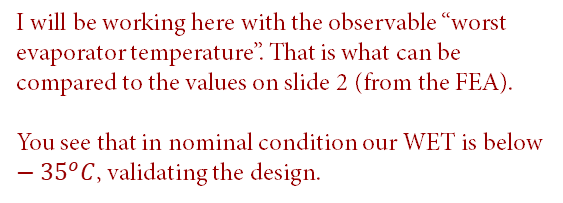 I will be working here with the observable “worst
evaporator temperature”. That is what can be
compared to the values on slide 2 (from the FEA).
You see that in nominal condition our WET is below
− 35°C, validating the design.